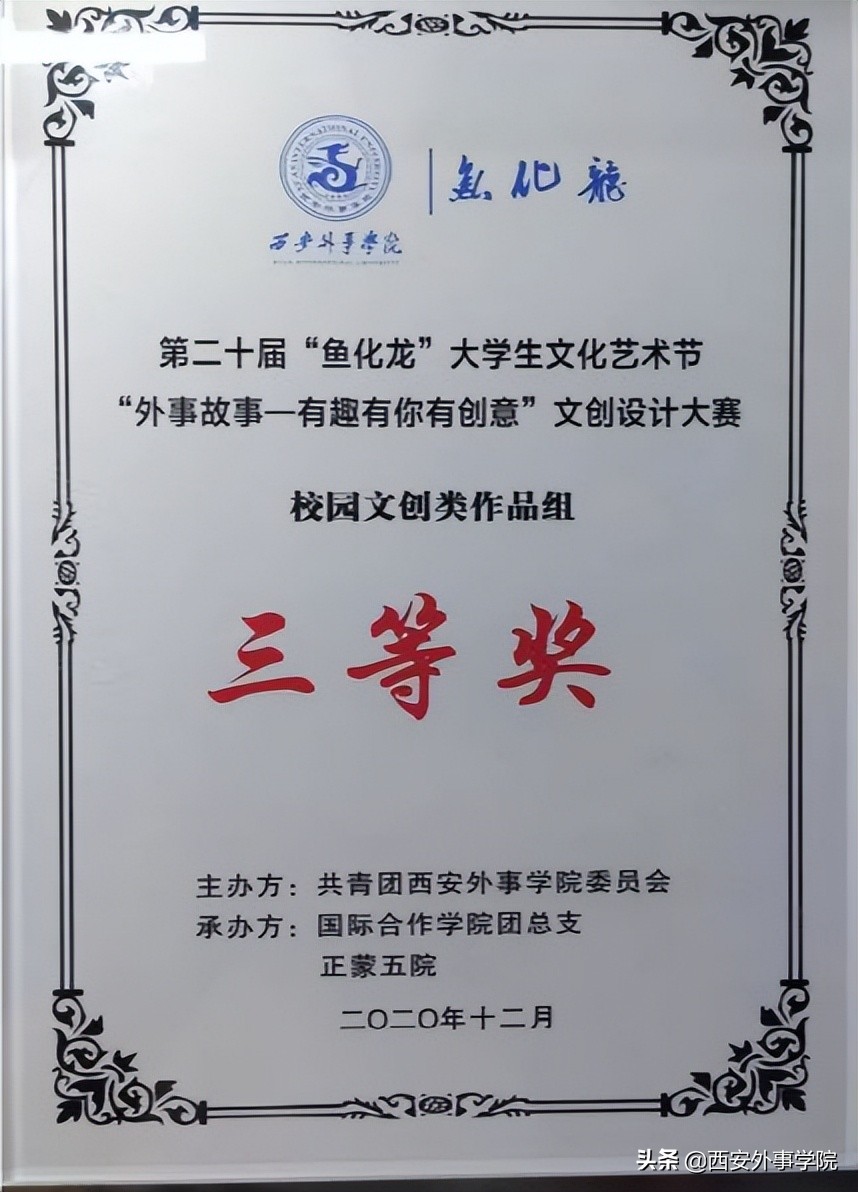 XI'AN INTERNATIONAL UNIVERSITY
西安外事学院
鱼化龍
第二十届“鱼化龙”大学生文化艺术节
“外事故事—有趣有你有创意”文创设计大赛
校园文创类作品组
三等奖
主办方：共青团西安外事学院委员会
承办方：国际合作学院团总支
正蒙五院
二〇二〇年十二月
头条 @西安外事学院